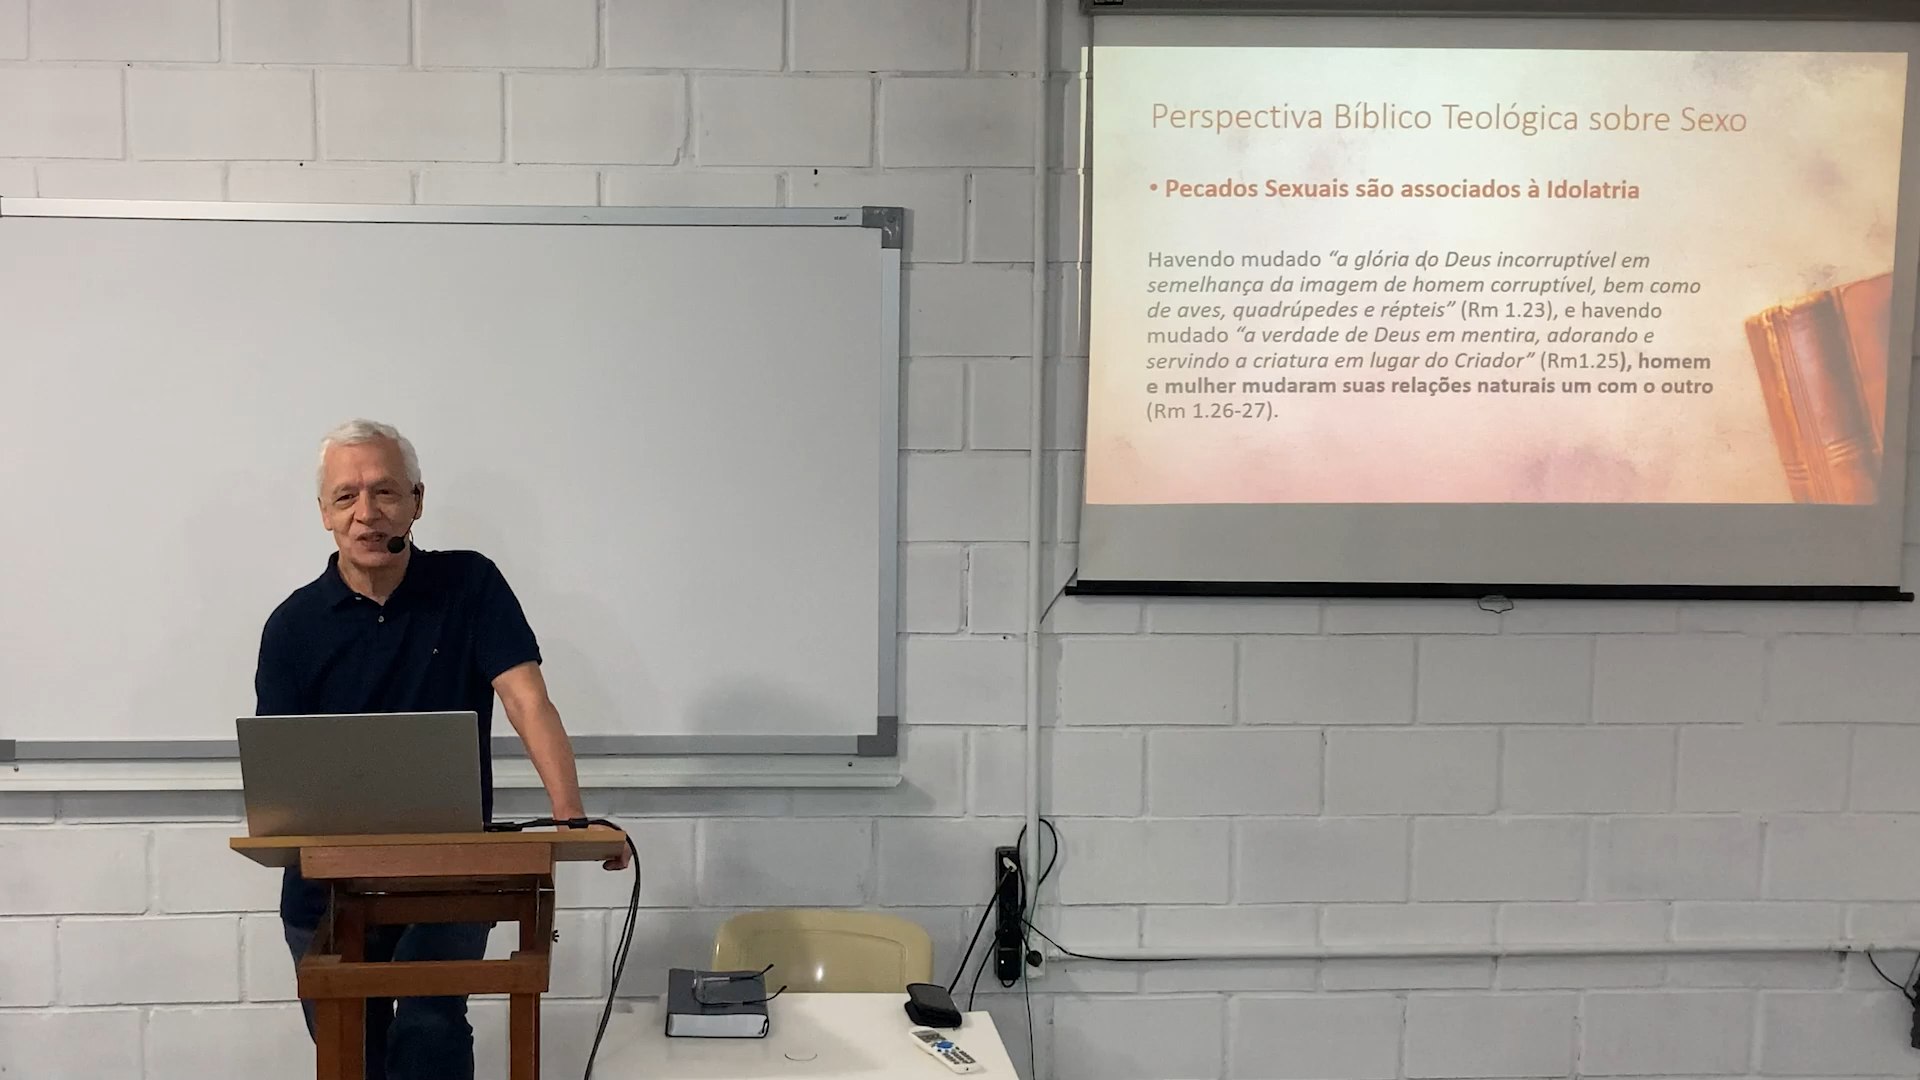 Perspectiva Bíblico Teológica sobre Sexo
• Pecados Sexuais são associados à Idolatria
Havendo mudado “a glória do Deus incorruptível em
semelhança da imagem de homem corruptível, bem como
de aves, quadrúpedes e répteis” (Rm 1.23), e havendo
mudado “a verdade de Deus em mentira, adorando e
servindo a criatura em lugar do Criador” (Rm1.25), homem
e mulher mudaram suas relações naturais um com o outro
(Rm 1.26-27).